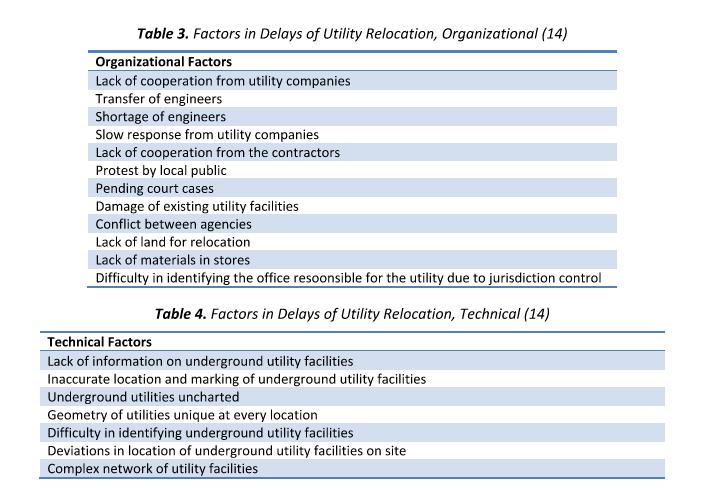 Table 3. Factors in Delays of Utility Relocation, Organizational (14)
Organizational Factors
Lack of cooperation from utility companies
Transfer of engineers
Shortage of engineers
Slow response from utility companies
Lack of cooperation from the contractors
Protest by local public
Pending court cases
Damage of existing utility facilities
Conflict between agencies
Lack of land for relocation
Lack of materials in stores
Difficulty in identifying the office resoonsible for the utility due to jurisdiction control
Table 4. Factors in Delays of Utility Relocation, Technical (14)
Technical Factors
Lack of information on underground utility facilities
Inaccurate location and marking of underground utility facilities
Underground utilities uncharted
Geometry of utilities unique at every location
Difficulty in identifying underground utility facilities
Deviations in location of underground utility facilities on site
Complex network of utility facilities